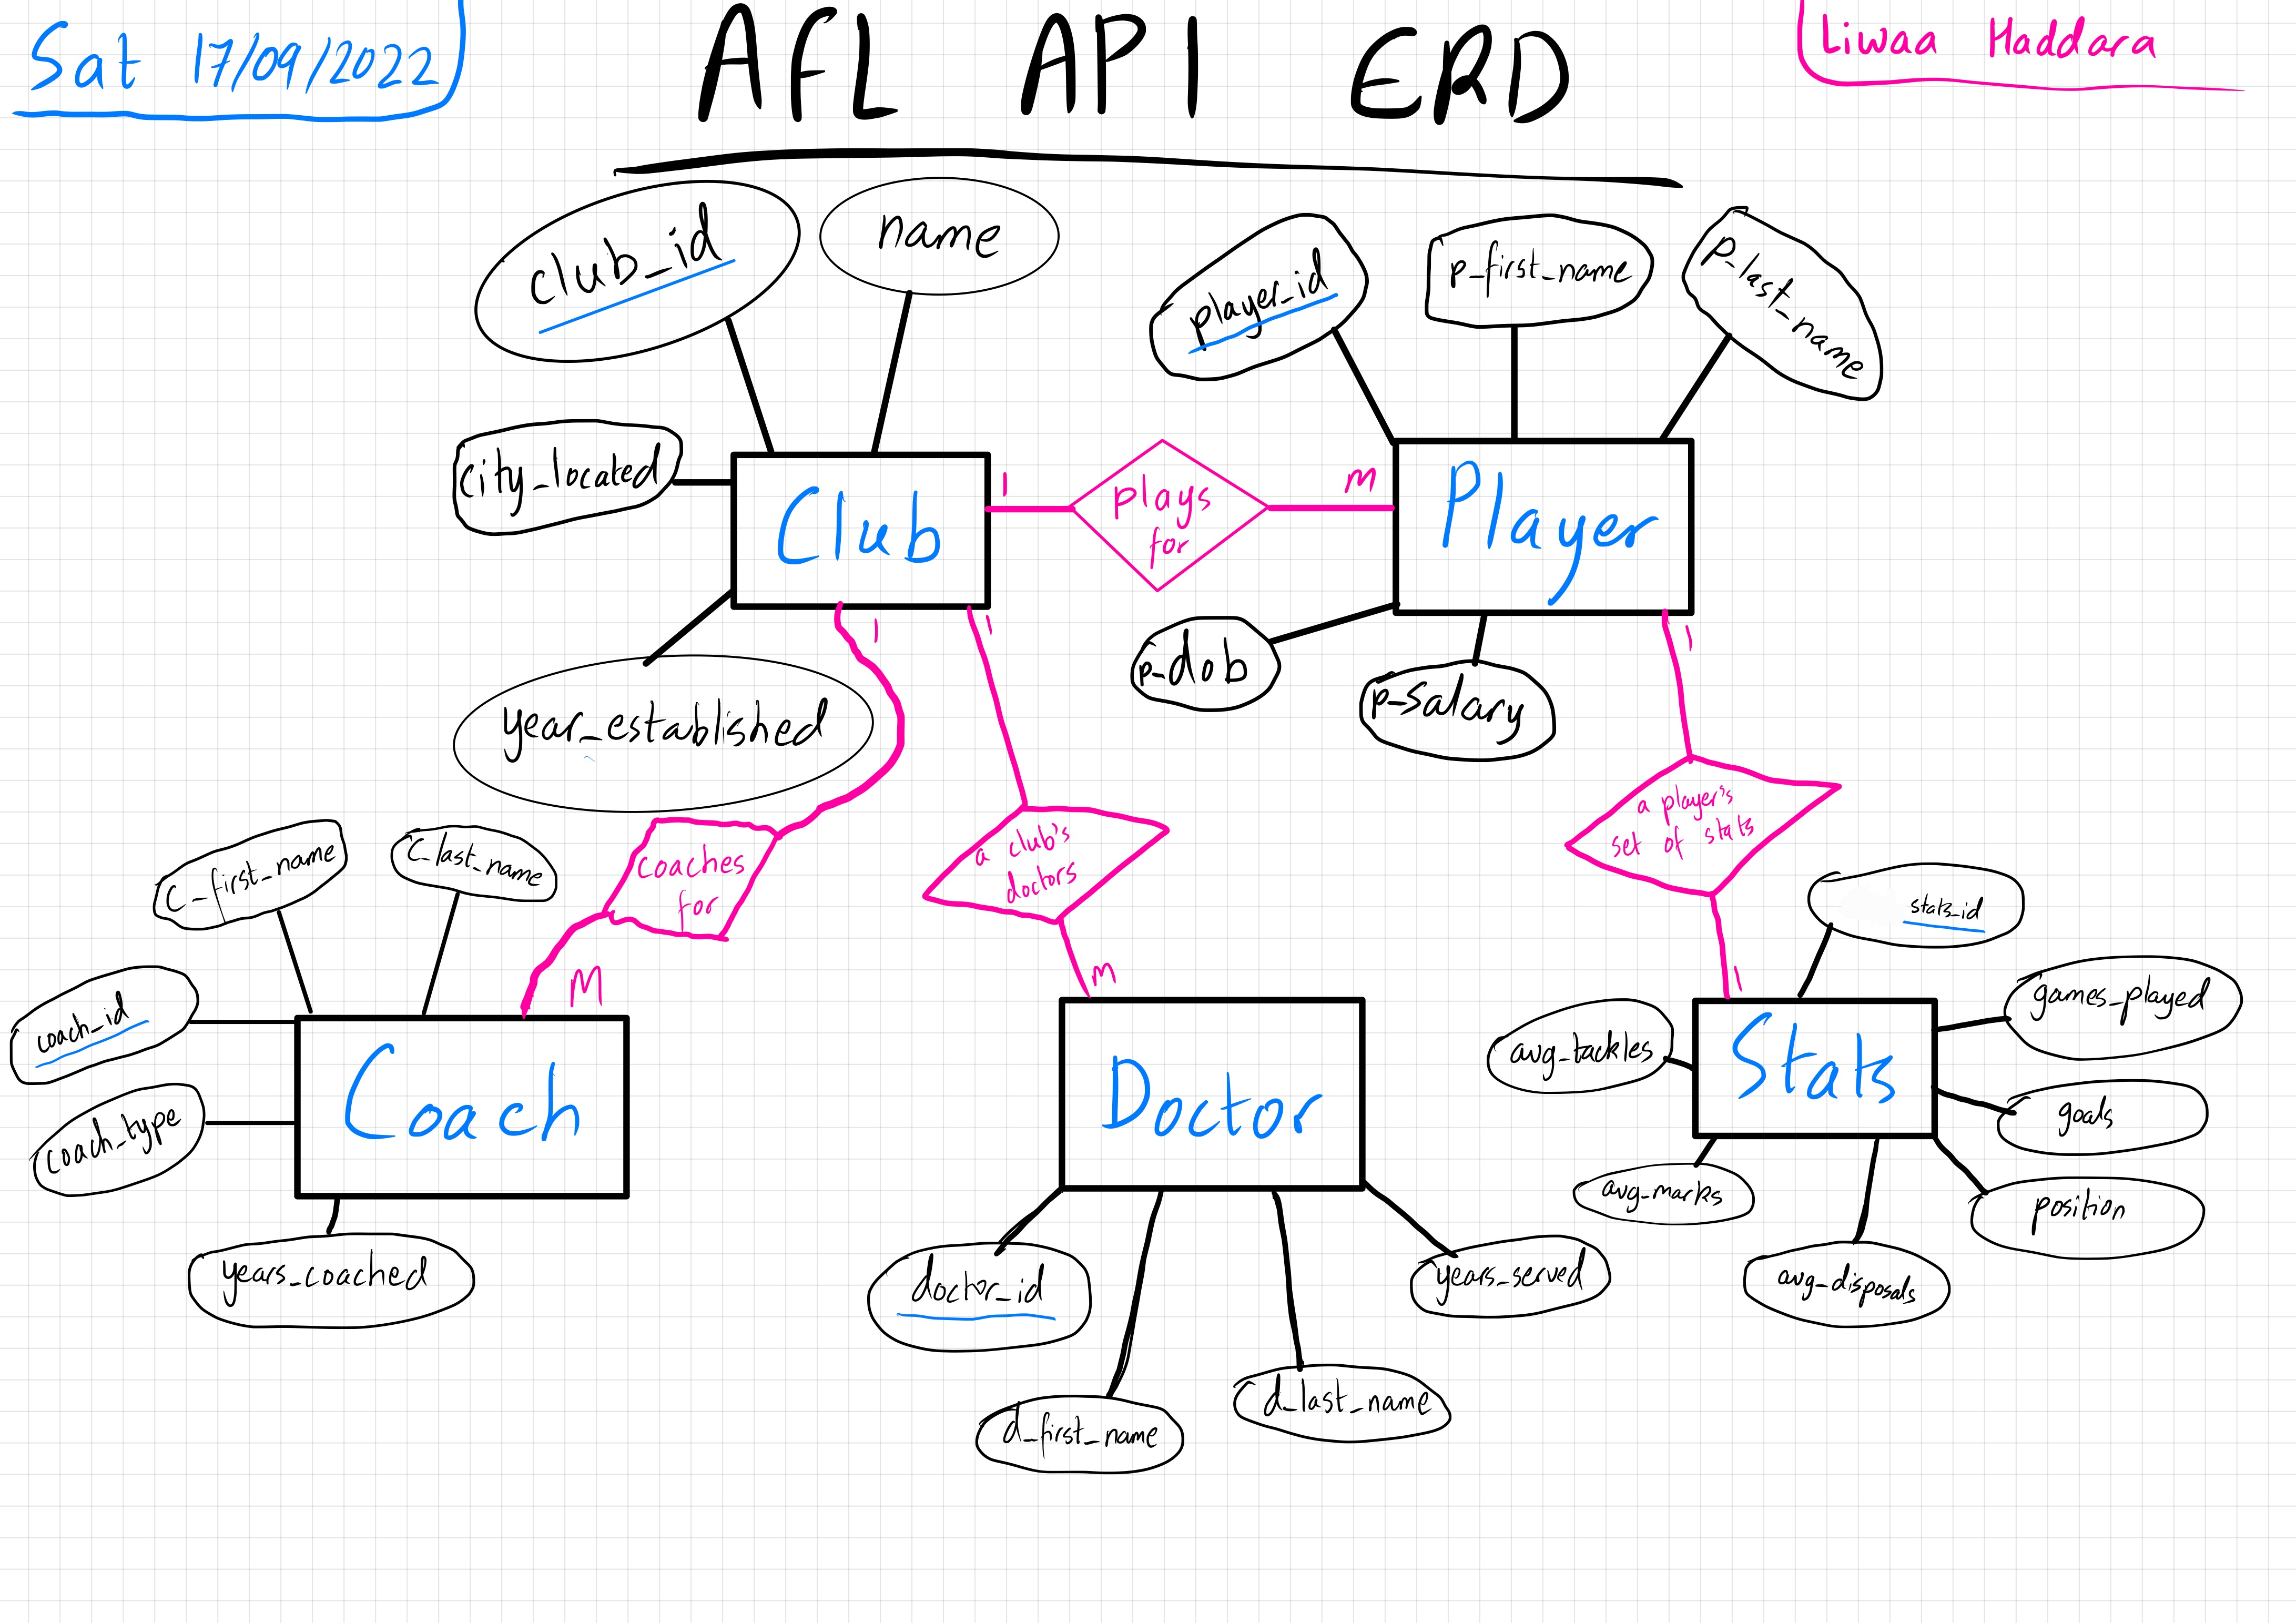 Sat 17/09/2022
AFL API ERD
Liwaa Haddara
club_id
name
player_id
p_first_name
p_last_name
city_located
Club
1
plays
for
M
Player
year_established
1
1
p_dob
p_salary
1
c_first_name
c_last_name
coaches
for
a club's
doctors
a player's
set of stats
stats_id
coach_id
M
M
1
games_played
avg_tackles
Coach
Doctor
Stats
goals
coach_type
avg_marks
position
years_coached
doctor_id
years_served
avg_disposals
d_first_name
d_last_name